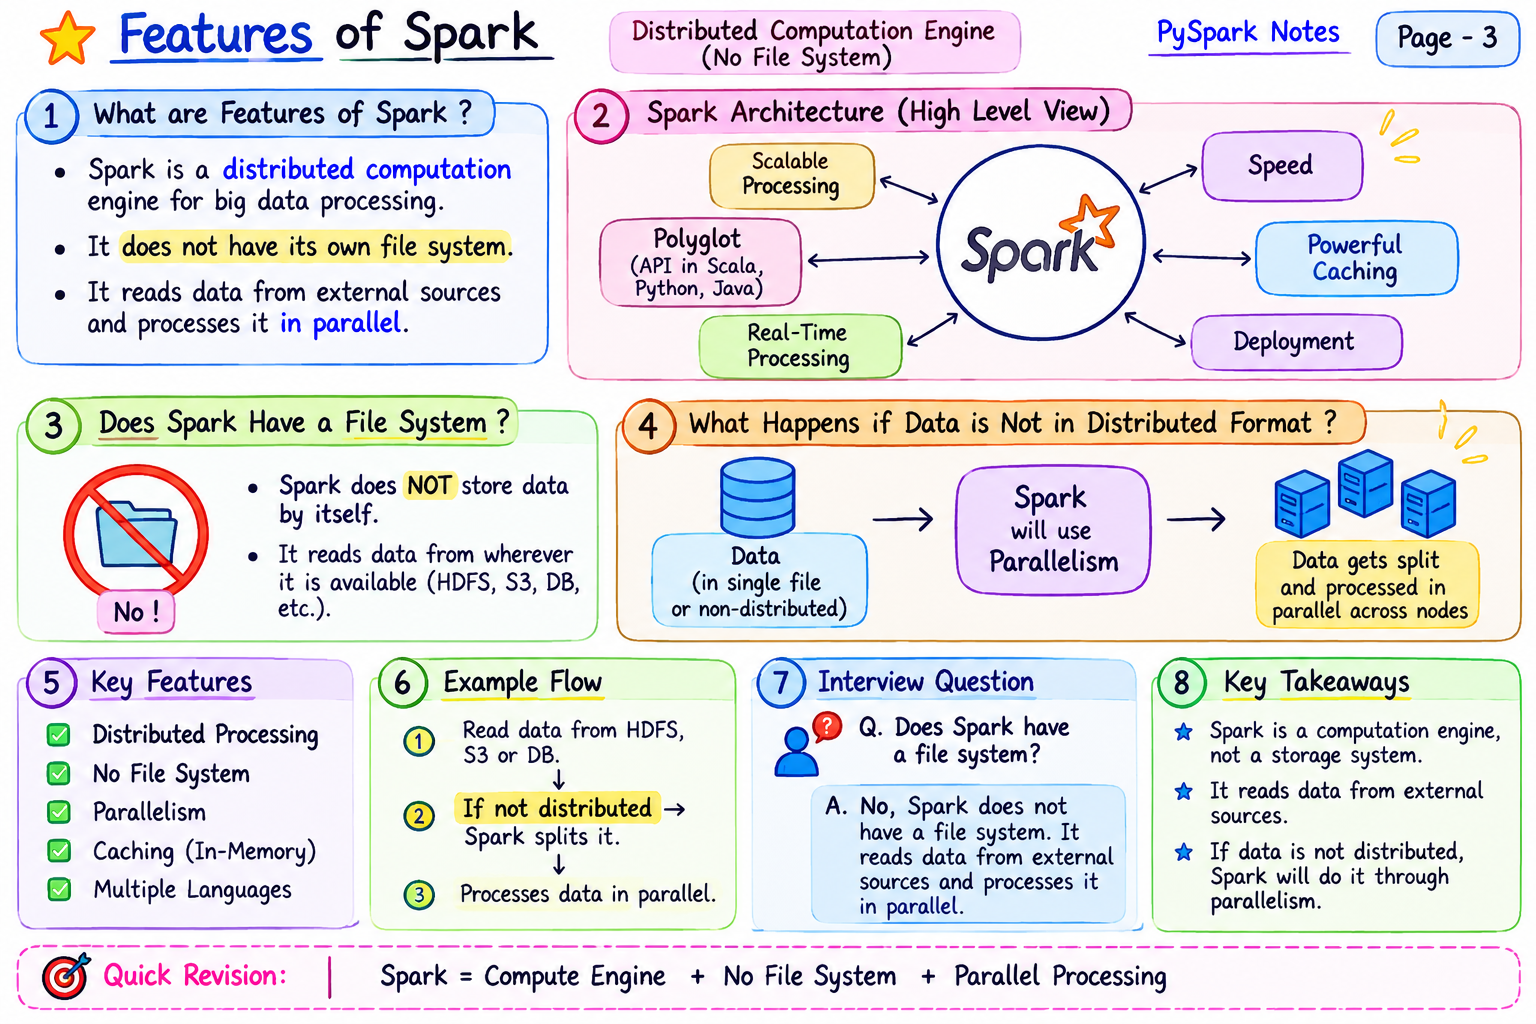 Features of Spark
Distributed Computation Engine
(No File System)
PySpark Notes
Page - 3
1
What are Features of Spark ?
• Spark is a distributed computation
engine for big data processing.
• It does not have its own file system.
• It reads data from external sources
and processes it in parallel.
2
Spark Architecture (High Level View)
Scalable
Processing
Polyglot
(API in Scala,
Python, Java)
Real-Time
Processing
Spark
Speed
Powerful
Caching
Deployment
3
Does Spark Have a File System ?
No !
• Spark does NOT store data
by itself.
• It reads data from wherever
it is available (HDFS, S3, DB,
etc.).
4
What Happens if Data is Not in Distributed Format ?
Data
(in single file
or non-distributed)
→
Spark
will use
Parallelism
→
Data gets split
and processed in
parallel across nodes
5
Key Features
Distributed Processing
No File System
Parallelism
Caching (In-Memory)
Multiple Languages
6
Example Flow
1 Read data from HDFS,
S3 or DB.
↓
2 If not distributed →
Spark splits it.
↓
3 Processes data in parallel.
7
Interview Question
?
Q. Does Spark have
a file system?
A. No, Spark does not
have a file system. It
reads data from external
sources and processes it
in parallel.
8
Key Takeaways
Spark is a computation engine,
not a storage system.
It reads data from external
sources.
If data is not distributed,
Spark will do it through
parallelism.
Quick Revision: | Spark = Compute Engine + No File System + Parallel Processing